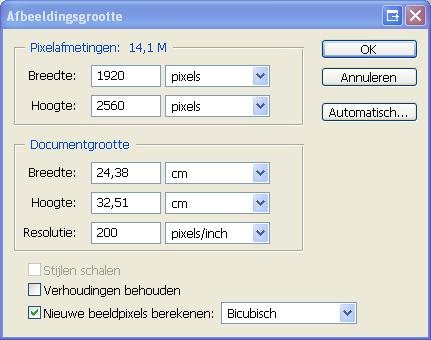 Afbeeldingsgrootte
Pixelafmetingen: 14,1 M
Breedte: 1920 pixels
Hoogte: 2560 pixels
OK
Annuleren
Automatisch...
Documentgrootte
Breedte: 24,38 cm
Hoogte: 32,51 cm
Resolutie: 200 pixels/inch
Stijlen schalen
Verhoudingen behouden
Nieuwe beeldpixels berekenen: Bicubisch